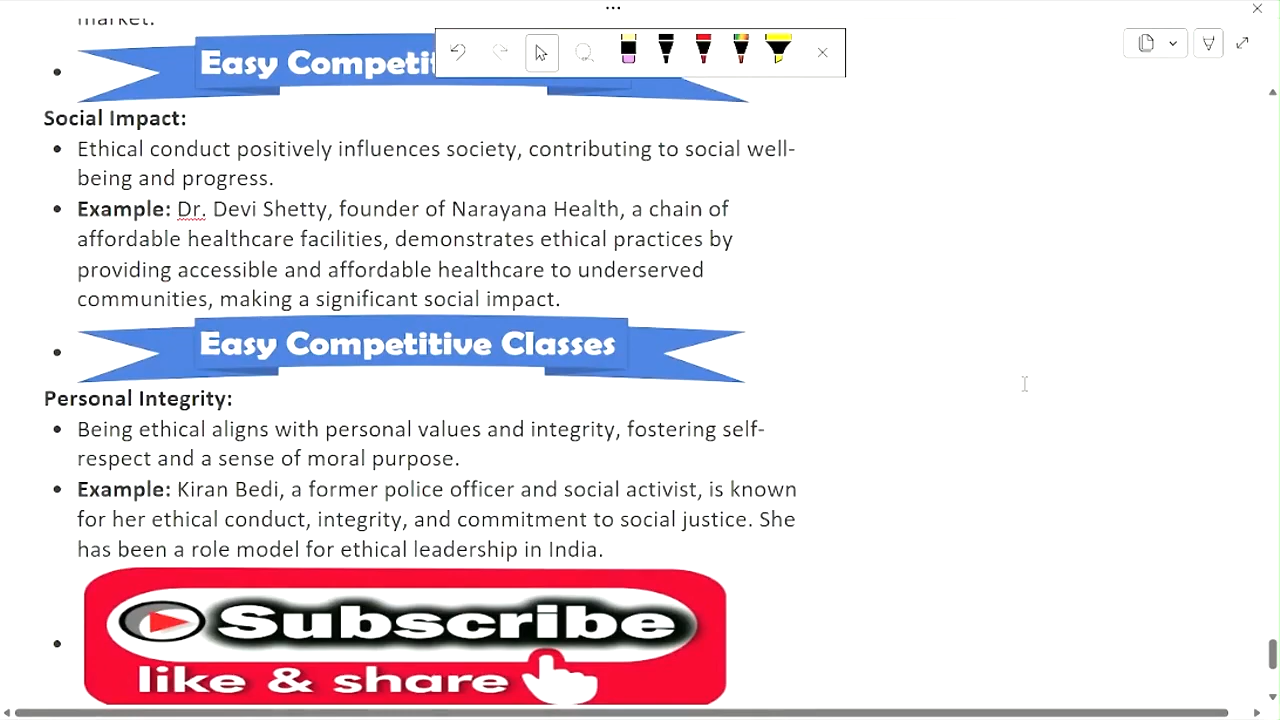 market.
Easy Competit
Social Impact:
Ethical conduct positively influences society, contributing to social well-
being and progress.
Example: Dr. Devi Shetty, founder of Narayana Health, a chain of
affordable healthcare facilities, demonstrates ethical practices by
providing accessible and affordable healthcare to underserved
communities, making a significant social impact.
Easy Competitive Classes
Personal Integrity:
Being ethical aligns with personal values and integrity, fostering self-
respect and a sense of moral purpose.
Example: Kiran Bedi, a former police officer and social activist, is known
for her ethical conduct, integrity, and commitment to social justice. She
has been a role model for ethical leadership in India.
Subscribe
like & share